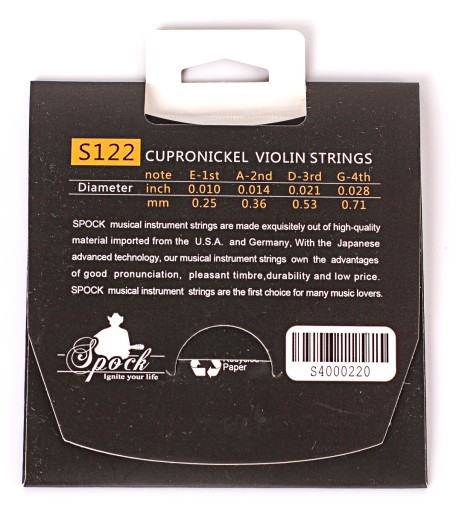 S122 CUPRONICKEL VIOLIN STRINGS
note E-1st A-2nd D-3rd G-4th
Diameter inch 0.010 0.014 0.021 0.028
mm 0.25 0.36 0.53 0.71
SPOCK musical instrument strings are made exquisitely out of high-quality
material imported from the U.S.A. and Germany, With the Japanese
advanced technology, our musical instrument strings own the advantages
of good pronunciation, pleasant timbre,durability and low price.
SPOCK musical instrument strings are the first choice for many music lovers.
Spock
Ignite your life
Paper
S4000220